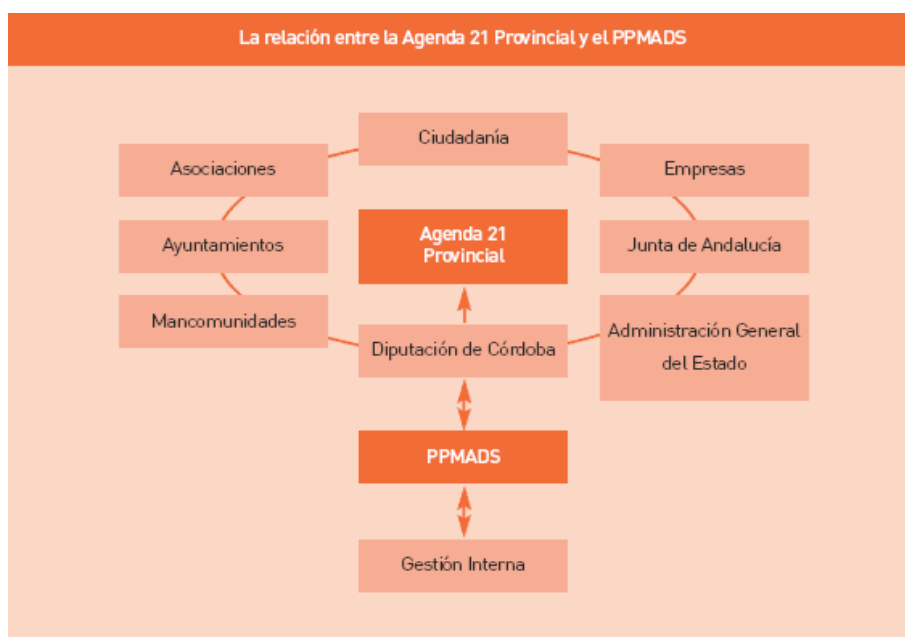 La relación entre la Agenda 21 Provincial y el PPMADS
Ciudadanía
Asociaciones
Empresas
Ayuntamientos
Agenda 21
Provincial
Junta de Andalucía
Mancomunidades
Diputación de Córdoba
Administración General
del Estado
PPMADS
Gestión Interna